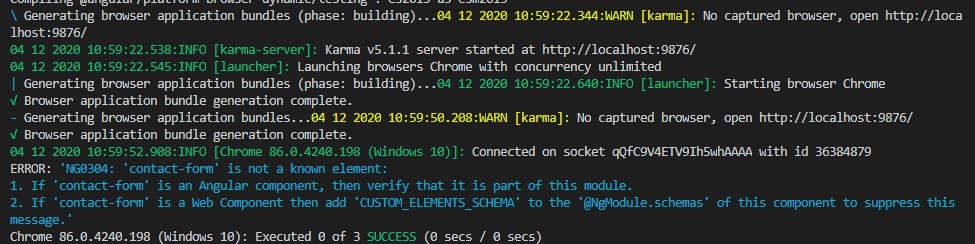 Compiling @angular/platform-browser-dynamic/testing : es2015 as esm2015
\ Generating browser application bundles (phase: building)...04 12 2020 10:59:22.344:WARN [karma]: No captured browser, open http://loca
lhost:9876/
04 12 2020 10:59:22.538:INFO [karma-server]: Karma v5.1.1 server started at http://localhost:9876/
04 12 2020 10:59:22.545:INFO [launcher]: Launching browsers Chrome with concurrency unlimited
| Generating browser application bundles (phase: building)...04 12 2020 10:59:22.640:INFO [launcher]: Starting browser Chrome
√ Browser application bundle generation complete.
- Generating browser application bundles...04 12 2020 10:59:50.208:WARN [karma]: No captured browser, open http://localhost:9876/
√ Browser application bundle generation complete.
04 12 2020 10:59:52.908:INFO [Chrome 86.0.4240.198 (Windows 10)]: Connected on socket qQfC9V4ETV9Ih5whAAAA with id 36384879
ERROR: 'NG0304: 'contact-form' is not a known element:
1. If 'contact-form' is an Angular component, then verify that it is part of this module.
2. If 'contact-form' is a Web Component then add 'CUSTOM_ELEMENTS_SCHEMA' to the '@NgModule.schemas' of this component to suppress this
message.'
Chrome 86.0.4240.198 (Windows 10): Executed 0 of 3 SUCCESS (0 secs / 0 secs)